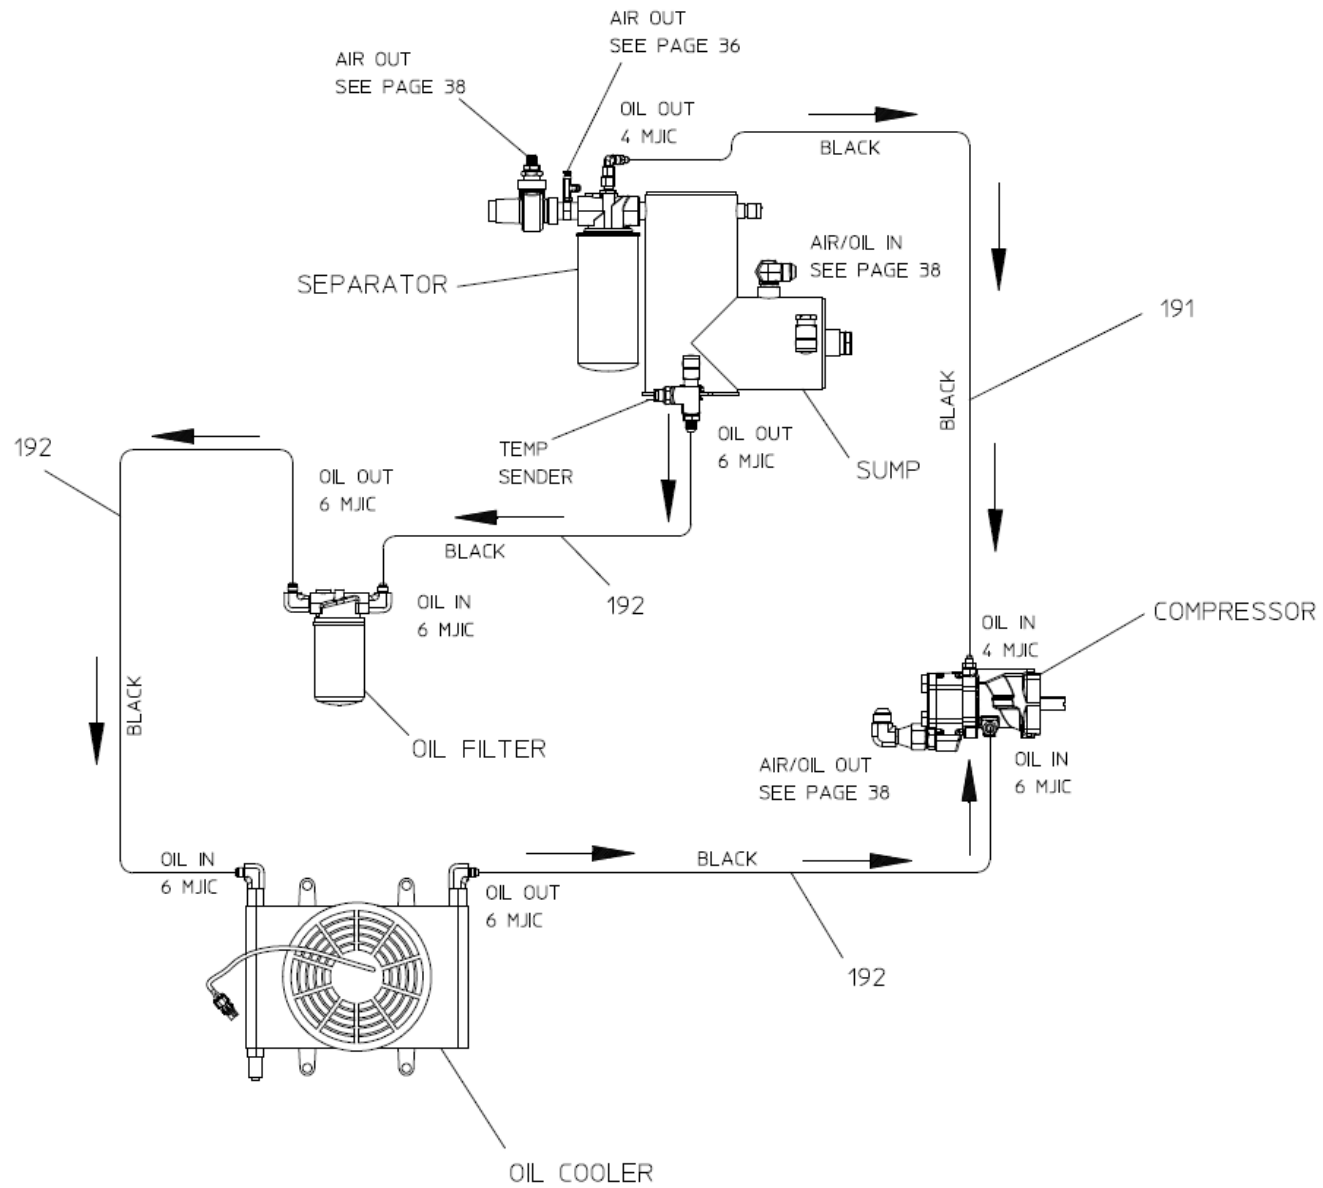 AIR OUT
SEE PAGE 36
AIR OUT
SEE PAGE 38
OIL OUT
4 MJIC
BLACK
AIR/OIL IN
SEE PAGE 38
SEPARATOR
191
BLACK
192
TEMP
SENDER
OIL OUT
6 MJIC
SUMP
OIL OUT
6 MJIC
BLACK
192
OIL IN
6 MJIC
COMPRESSOR
OIL IN
4 MJIC
BLACK
OIL FILTER
AIR/OIL OUT
SEE PAGE 38
OIL IN
6 MJIC
OIL IN
6 MJIC
BLACK
OIL OUT
6 MJIC
192
OIL COOLER